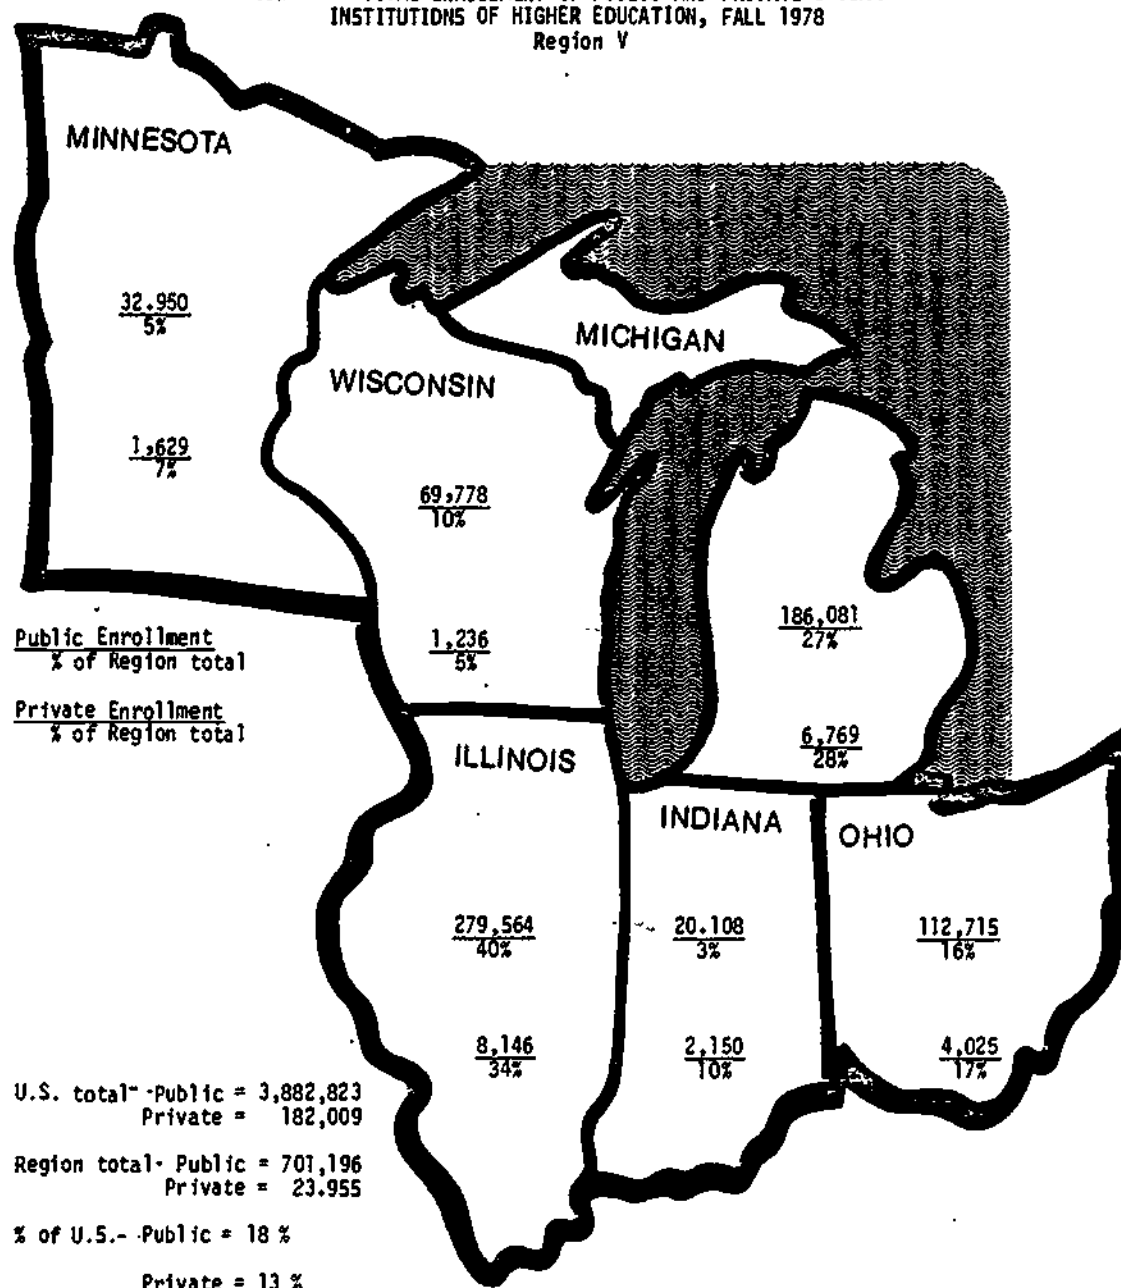 INSTITUTIONS OF HIGHER EDUCATION, FALL 1978
Region V
MINNESOTA
32.950
5%
1,629
7%
MICHIGAN
186,081
27%
6,769
28%
WISCONSIN
69,778
10%
1,236
5%
Public Enrollment
% of Region total
Private Enrollment
% of Region total
ILLINOIS
279,564
40%
8,146
34%
INDIANA
20.108
3%
2,150
10%
OHIO
112,715
16%
4,025
17%
U.S. total- -Public = 3,882,823
Private = 182,009
Region total- Public = 701,196
Private = 23.955
% of U.S.- -Public = 18 %
Private = 13 %